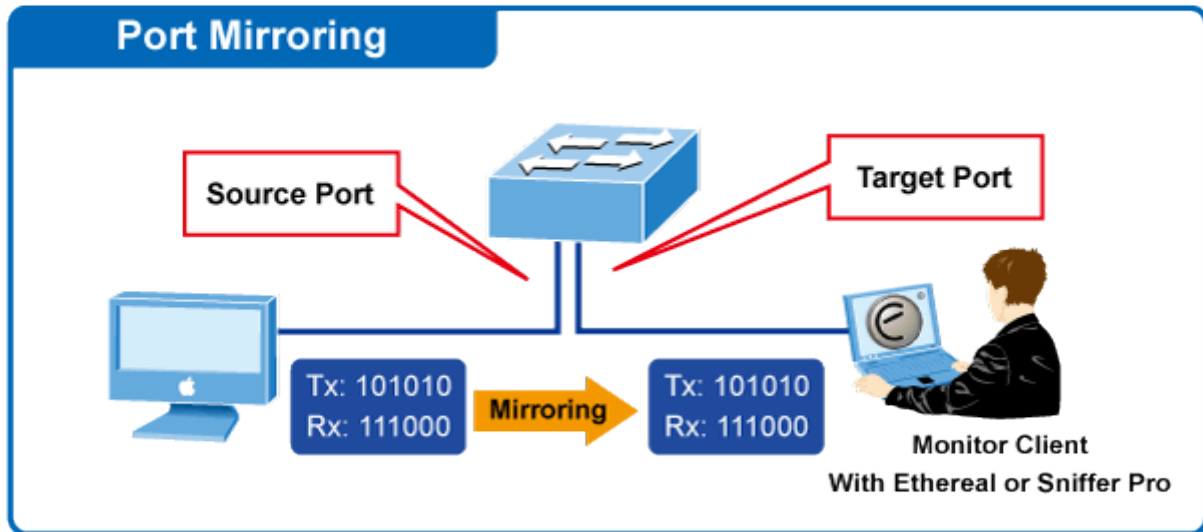 Port Mirroring
Source Port
Target Port
Tx: 101010
Rx: 111000
Mirroring
Tx: 101010
Rx: 111000
Monitor Client
With Ethereal or Sniffer Pro